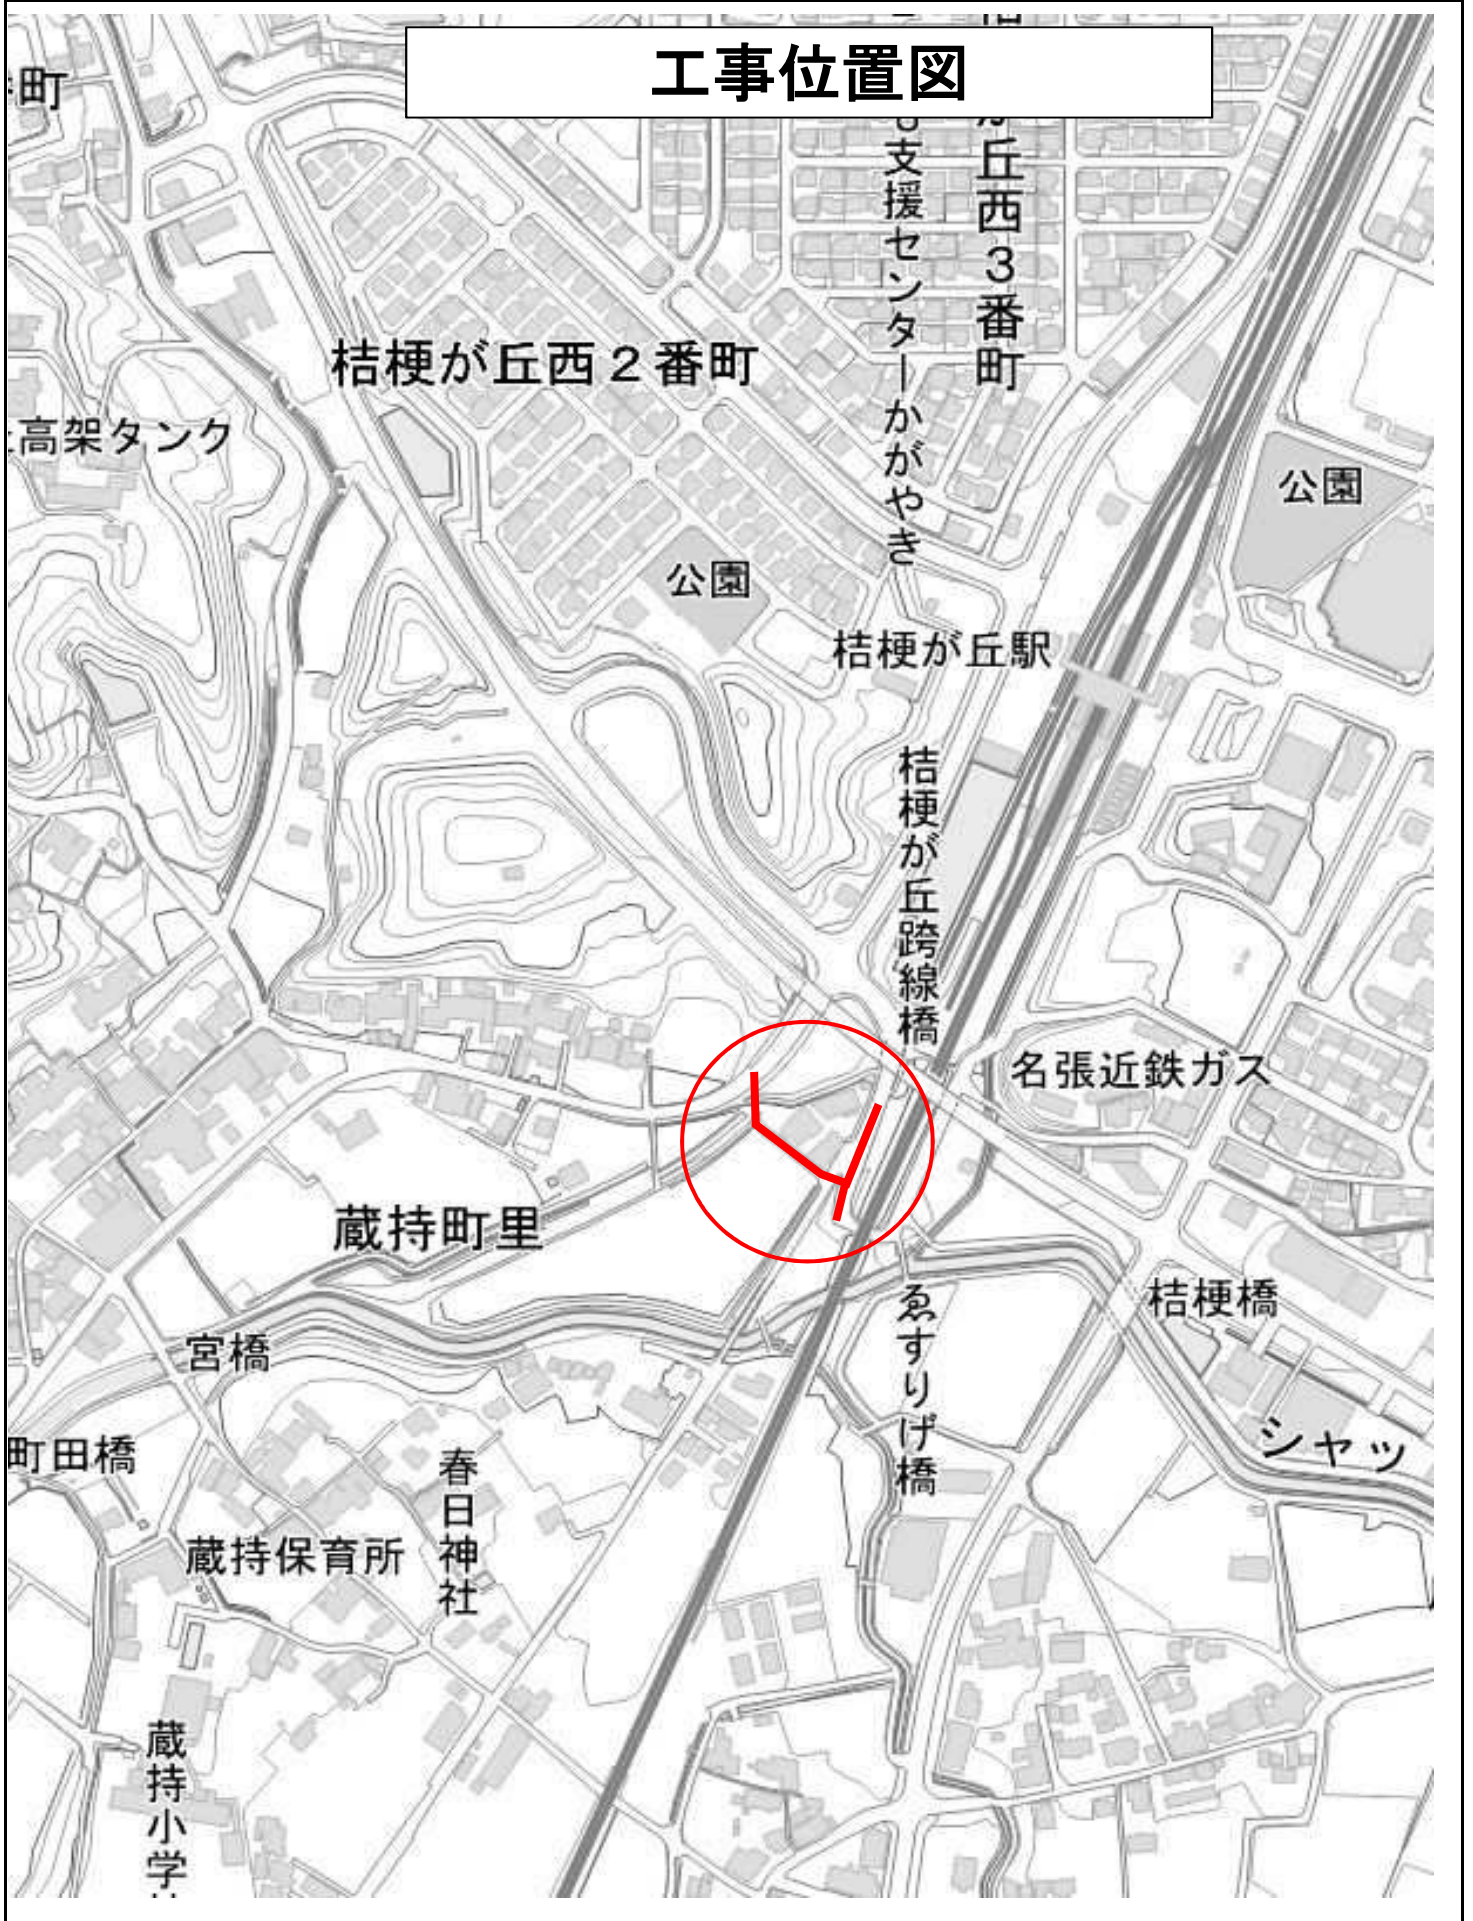 工事位置図
町
支援センターかがやき
丘西３番町
桔梗が丘西２番町
高架タンク
公園
公園
桔梗が丘駅
桔梗が丘跨線橋
名張近鉄ガス
蔵持町里
桔梗橋
ゑすりげ橋
宮橋
シャッ
町田橋
春日神社
蔵持保育所
蔵持小学